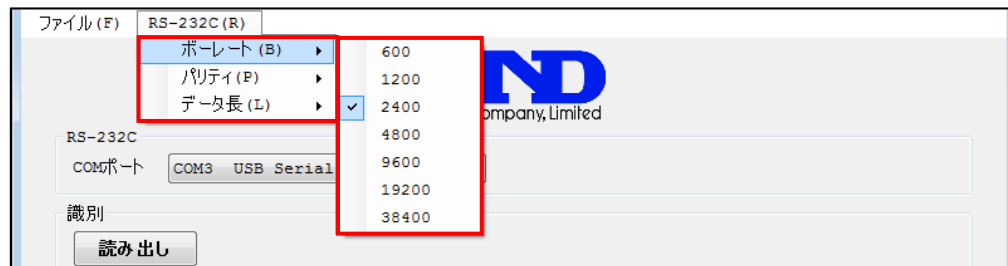 ファイル(F) RS-232C(R)
ボーレート(B)
パリティ(P)
データ長(L)
600
1200
2400
4800
9600
19200
38400
ND
ompany, Limited
RS-232C
COMポート COM3 USB Serial
識別
読み出し